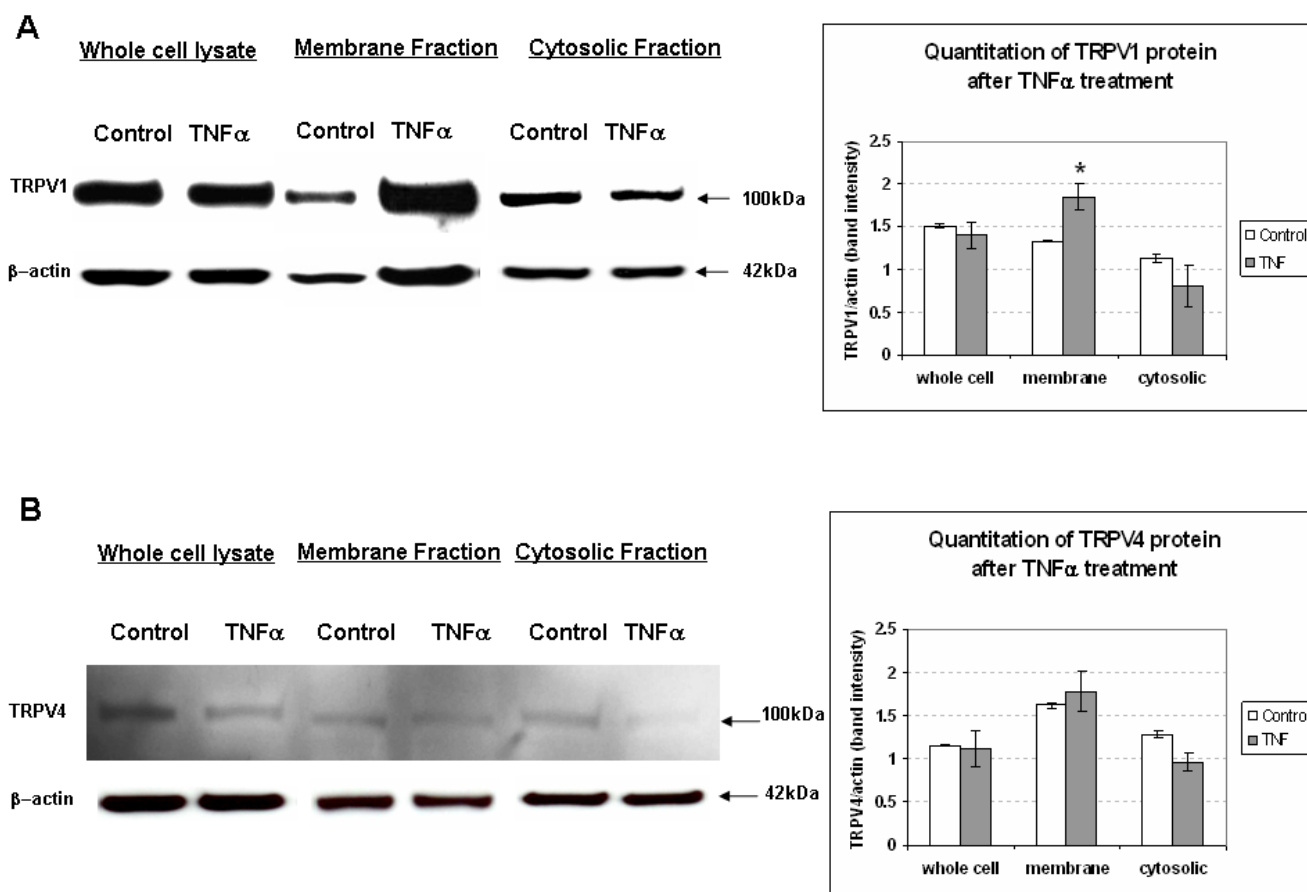 A
Whole cell lysate Membrane Fraction Cytosolic Fraction
Control TNFα Control TNFα Control TNFα
TRPV1
100kDa
β–actin
42kDa
Quantitation of TRPV1 protein
after TNFα treatment
TRPV1/actin (band intensity)
2.5
2
1.5
1
0.5
0
*
whole cell membrane cytosolic
Control
TNF
B
Whole cell lysate Membrane Fraction Cytosolic Fraction
Control TNFα Control TNFα Control TNFα
TRPV4
100kDa
β–actin
42kDa
Quantitation of TRPV4 protein
after TNFα treatment
TRPV4/actin (band intensity)
2.5
2
1.5
1
0.5
0
whole cell membrane cytosolic
Control
TNF